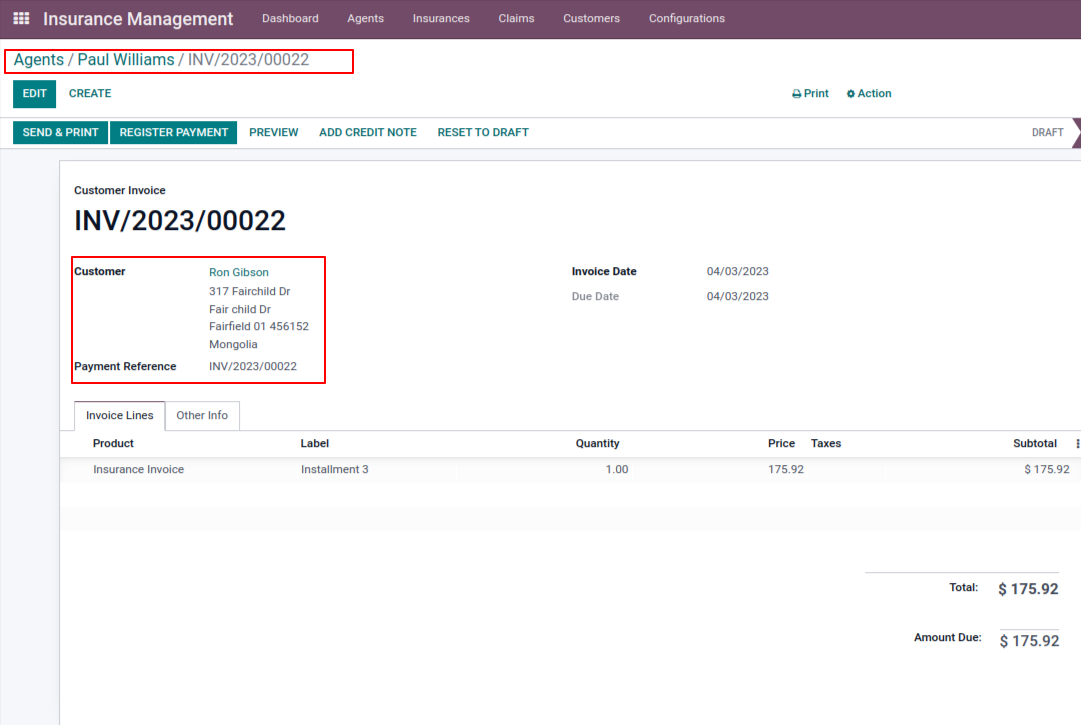 Insurance Management Dashboard Agents Insurances Claims Customers Configurations
Agents / Paul Williams / INV/2023/00022
EDIT CREATE Print Action
SEND & PRINT REGISTER PAYMENT PREVIEW ADD CREDIT NOTE RESET TO DRAFT DRAFT
Customer Invoice
INV/2023/00022
Customer Ron Gibson Invoice Date 04/03/2023
317 Fairchild Dr Due Date 04/03/2023
Fair child Dr
Fairfield 01 456152
Mongolia
Payment Reference INV/2023/00022
Invoice Lines Other Info
Product Label Quantity Price Taxes Subtotal
Insurance Invoice Installment 3 1.00 175.92 $ 175.92
Total: $ 175.92
Amount Due: $ 175.92